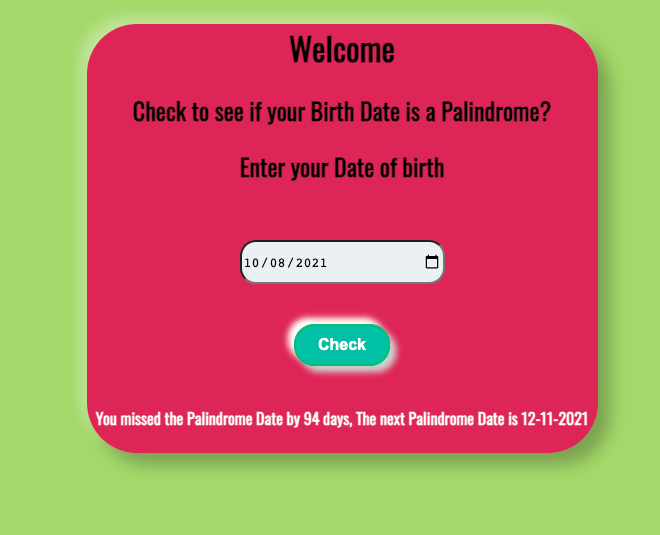 Welcome
Check to see if your Birth Date is a Palindrome?
Enter your Date of birth
10/08/2021
Check
You missed the Palindrome Date by 94 days, The next Palindrome Date is 12-11-2021